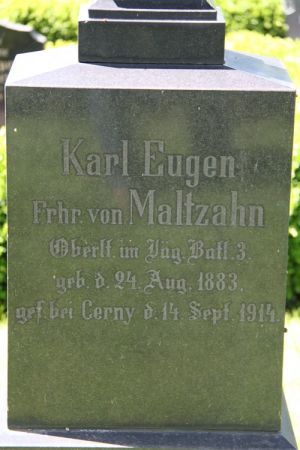 Karl Eugen
Frhr. von Maltzahn
Oberlt. im Jäg. Batl. 3.
geb. d. 24. Aug. 1883.
gef. bei Cerny d. 14. Sept. 1914.